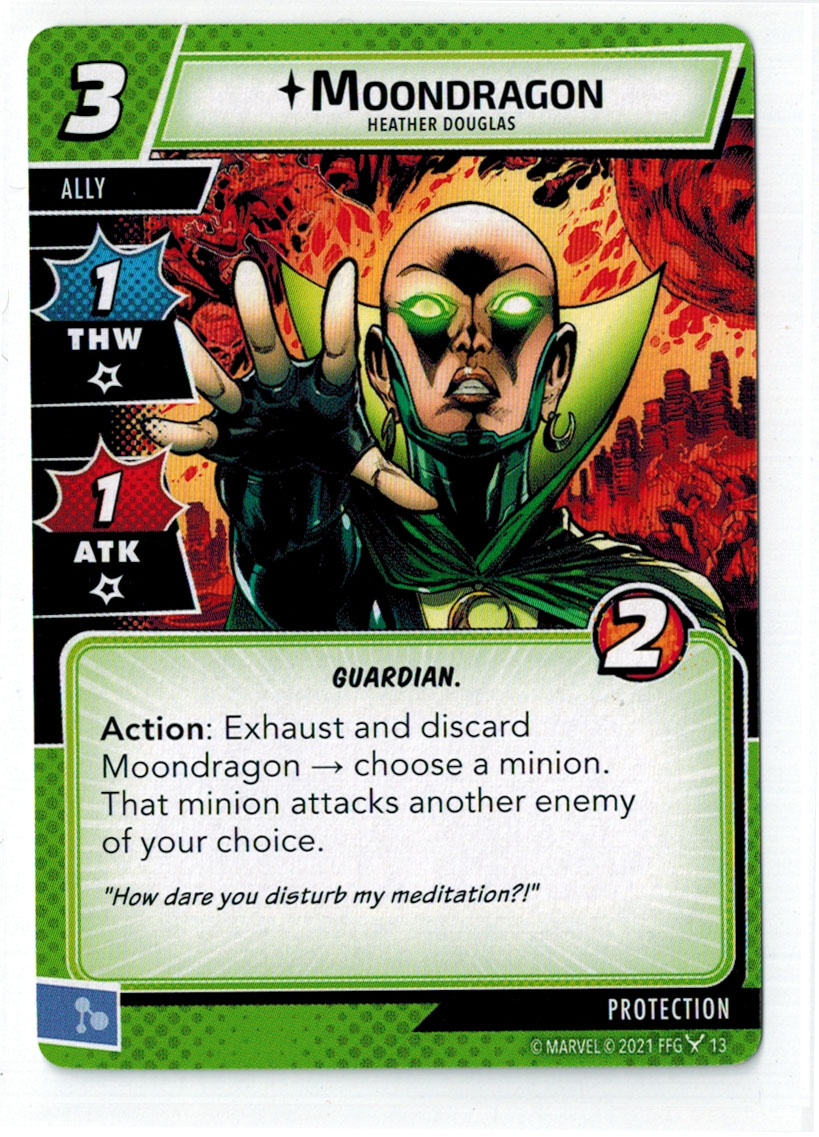 3
MOONDRAGON
HEATHER DOUGLAS
ALLY
1
THW
1
ATK
2
GUARDIAN.
Action: Exhaust and discard
Moondragon → choose a minion.
That minion attacks another enemy
of your choice.
"How dare you disturb my meditation?!"
PROTECTION
© MARVEL © 2021 FFG 13